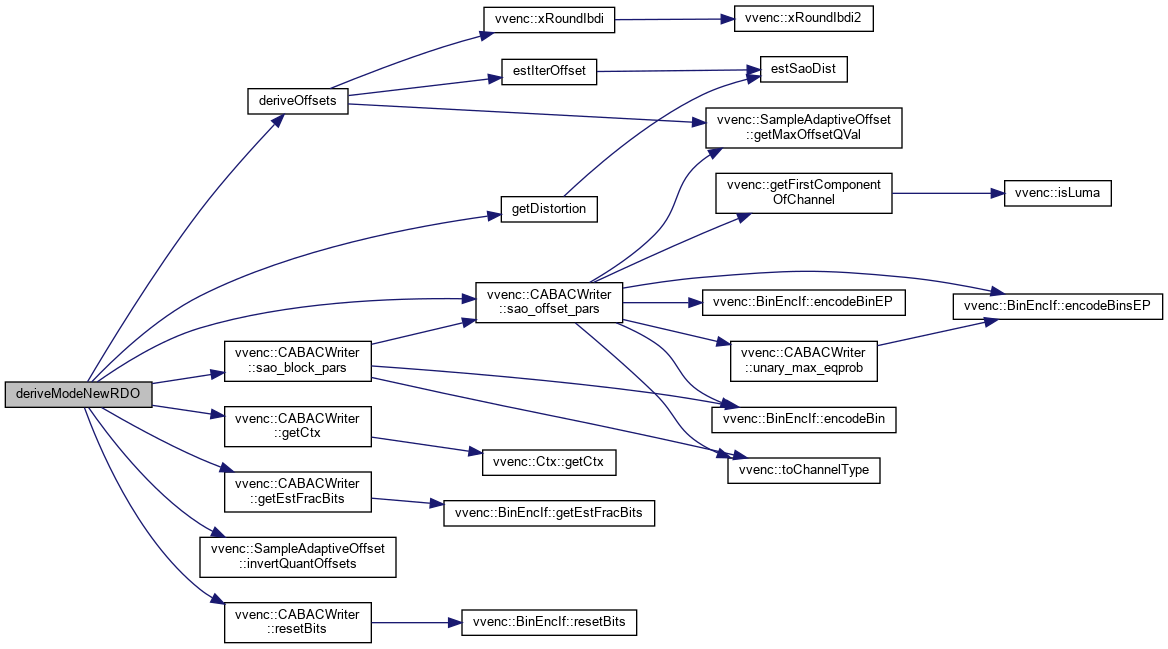 vvenc::xRoundIbdi
vvenc::xRoundIbdi2
estIterOffset
estSaoDist
deriveOffsets
vvenc::SampleAdaptiveOffset
::getMaxOffsetQVal
vvenc::getFirstComponent
OfChannel
vvenc::isLuma
getDistortion
vvenc::CABACWriter
::sao_offset_pars
vvenc::BinEncIf::encodeBinEP
vvenc::BinEncIf::encodeBinsEP
vvenc::CABACWriter
::sao_block_pars
vvenc::CABACWriter
::unary_max_eqprob
deriveModeNewRDO
vvenc::CABACWriter
::getCtx
vvenc::BinEncIf::encodeBin
vvenc::Ctx::getCtx
vvenc::toChannelType
vvenc::CABACWriter
::getEstFracBits
vvenc::BinEncIf::getEstFracBits
vvenc::SampleAdaptiveOffset
::invertQuantOffsets
vvenc::CABACWriter
::resetBits
vvenc::BinEncIf::resetBits